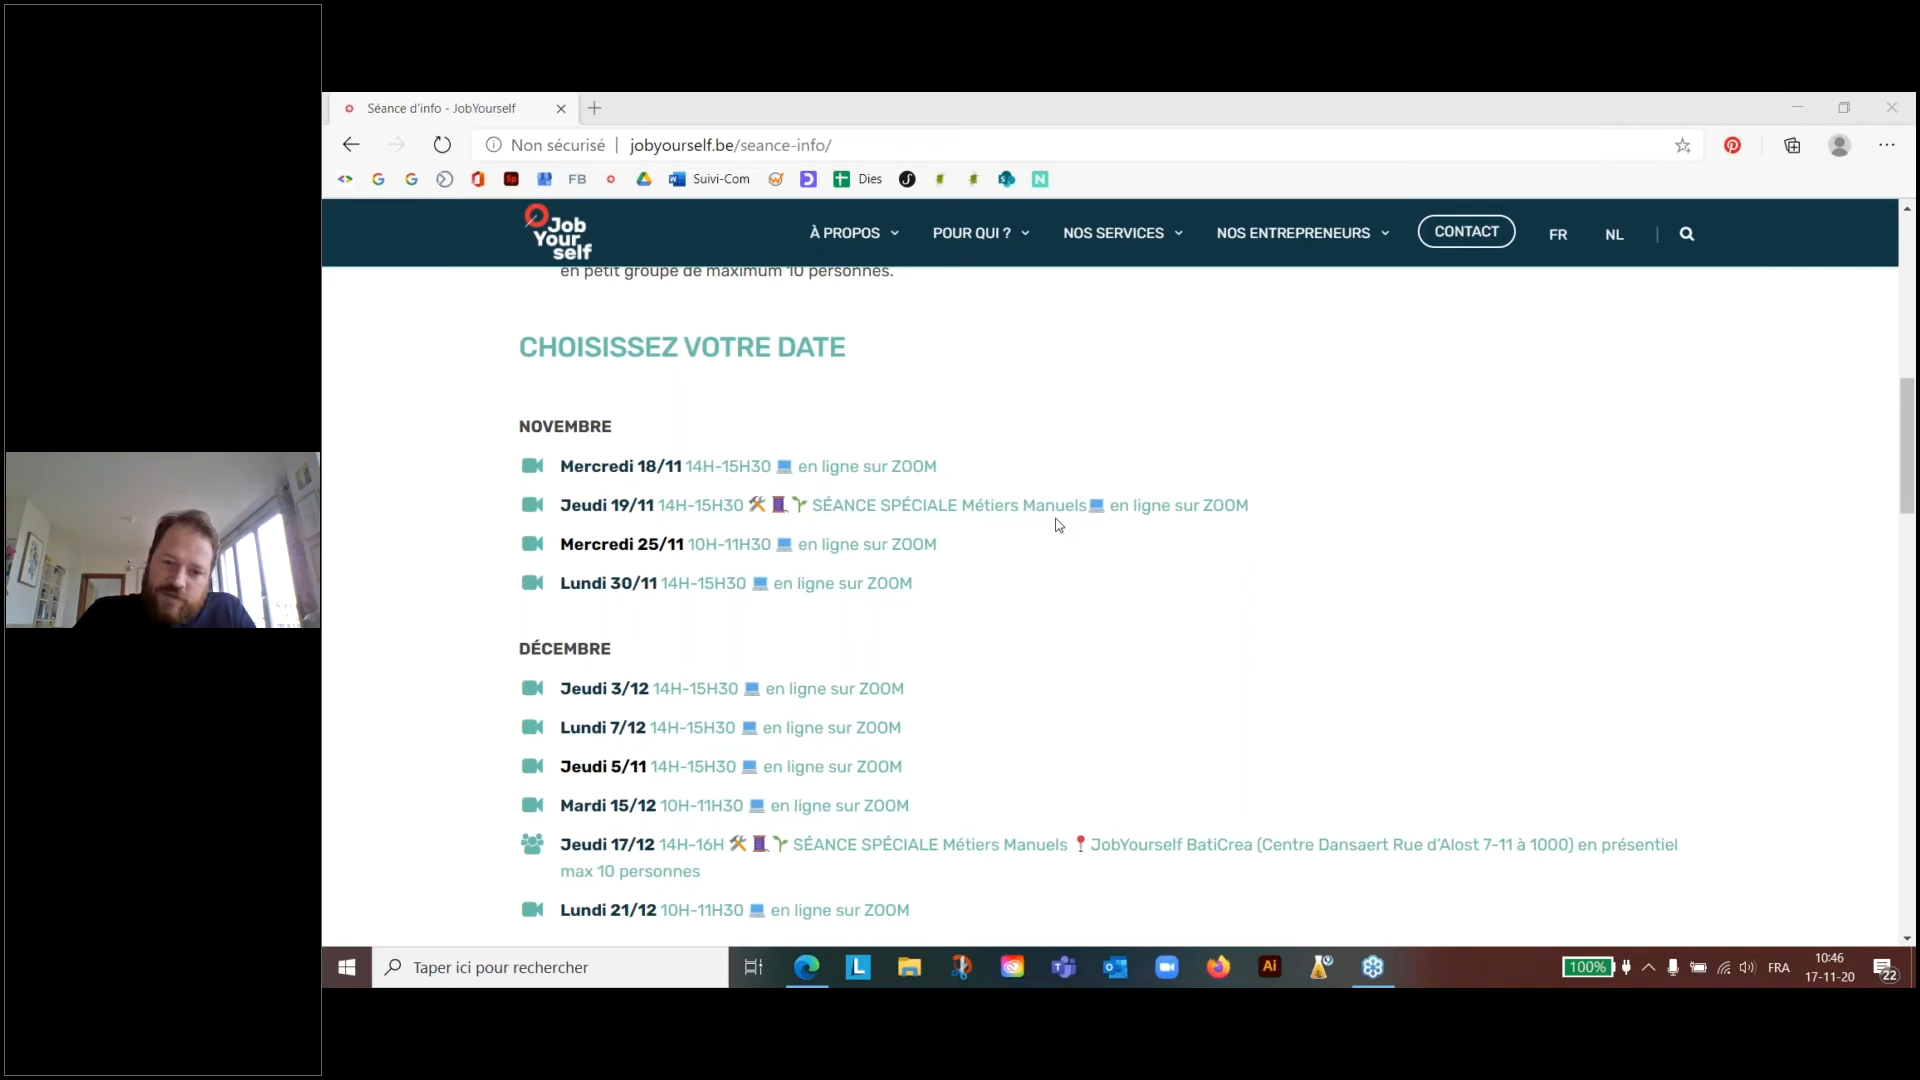 Séance d'info - JobYourself
Non sécurisé | jobyourself.be/seance-info/
FB
Suivi-Com
Dies
Job
Your
self
À PROPOS
POUR QUI ?
NOS SERVICES
NOS ENTREPRENEURS
CONTACT
FR
NL
en petit groupe de maximum 10 personnes.
CHOISISSEZ VOTRE DATE
NOVEMBRE
Mercredi 18/11 14H-15H30 💻 en ligne sur ZOOM
Jeudi 19/11 14H-15H30 🛠🧵🌱 SÉANCE SPÉCIALE Métiers Manuels💻 en ligne sur ZOOM
Mercredi 25/11 10H-11H30 💻 en ligne sur ZOOM
Lundi 30/11 14H-15H30 💻 en ligne sur ZOOM
DÉCEMBRE
Jeudi 3/12 14H-15H30 💻 en ligne sur ZOOM
Lundi 7/12 14H-15H30 💻 en ligne sur ZOOM
Jeudi 5/11 14H-15H30 💻 en ligne sur ZOOM
Mardi 15/12 10H-11H30 💻 en ligne sur ZOOM
Jeudi 17/12 14H-16H 🛠🧵🌱 SÉANCE SPÉCIALE Métiers Manuels 📍JobYourself BatiCrea (Centre Dansaert Rue d'Alost 7-11 à 1000) en présentiel
max 10 personnes
Lundi 21/12 10H-11H30 💻 en ligne sur ZOOM
Taper ici pour rechercher
L
Ai
100%
FRA
10:46
17-11-20
22